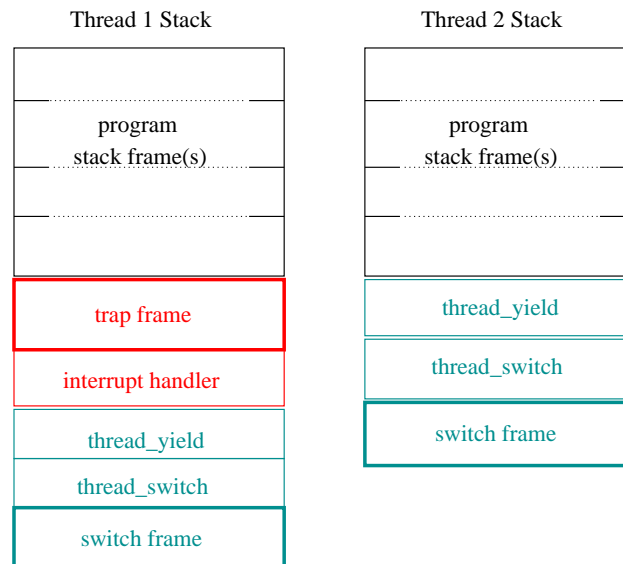 Thread 1 Stack
program
stack frame(s)
trap frame
interrupt handler
thread_yield
thread_switch
switch frame
Thread 2 Stack
program
stack frame(s)
thread_yield
thread_switch
switch frame